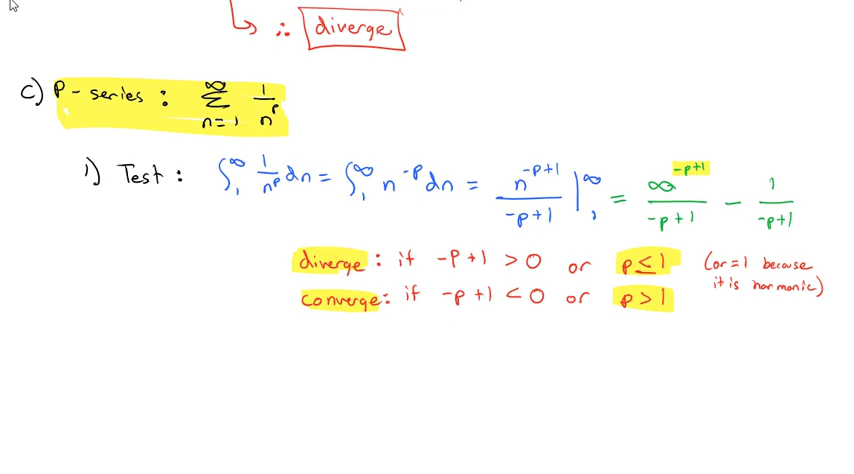 ∴ diverge
c) P-series: ∑_{n=1}^{∞} 1/n^p
1) Test: ∫_1^∞ 1/n^p dn = ∫_1^∞ n^{-p} dn = n^{-p+1}/(-p+1) |_1^∞ = ∞^{-p+1}/(-p+1) - 1/(-p+1)
diverge: if -p+1 > 0 or p ≤ 1 (or = 1 because it is harmonic)
converge: if -p+1 < 0 or p > 1